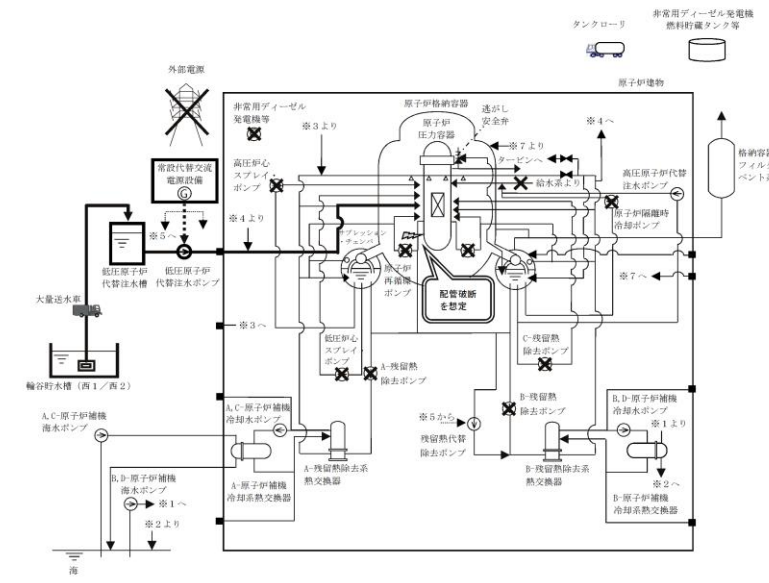 タンクローリ
非常用ディーゼル発電機
燃料貯蔵タンク等
外部電源
原子炉建物
非常用ディーゼル
発電機等
※3より
原子炉格納容器
原子炉
圧力容器
逃がし
安全弁
※4へ
※7より
タービンへ
給水系より
高圧原子炉代替
注水ポンプ
格納容器
フィルタ
ベント系
常設代替交流
電源設備
G
高圧炉心
スプレイ・
ポンプ
※4より
※5へ
低圧原子炉
代替注水槽
低圧原子炉
代替注水ポンプ
サプレッション
・チェンバ
原子炉隔離時
冷却ポンプ
※7へ
原子炉
再循環
ポンプ
配管破断
を想定
大量送水車
※3へ
輪谷貯水槽（西1／西2）
低圧炉心
スプレイ・
ポンプ
A-残留熱
除去ポンプ
C-残留熱
除去ポンプ
B-残留熱
除去ポンプ
A,C-原子炉補機
海水ポンプ
A,C-原子炉補機
冷却水ポンプ
※5から
残留熱代替
除去ポンプ
B,D-原子炉補機
冷却水ポンプ
※1より
B,D-原子炉補機
海水ポンプ
※1へ
※2より
A-原子炉補機
冷却系熱交換器
A-残留熱除去系
熱交換器
B-残留熱除去系
熱交換器
※2へ
B-原子炉補機
冷却系熱交換器
海